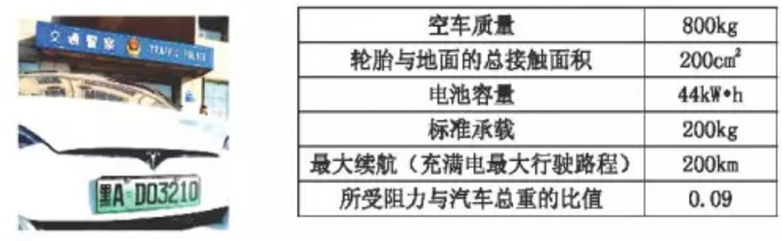 交通警察 TRAFFIC POLICE
黑A·D03210
空车质量 800kg
轮胎与地面的总接触面积 200cm²
电池容量 44kW•h
标准承载 200kg
最大续航（充满电最大行驶路程） 200km
所受阻力与汽车总重的比值 0.09